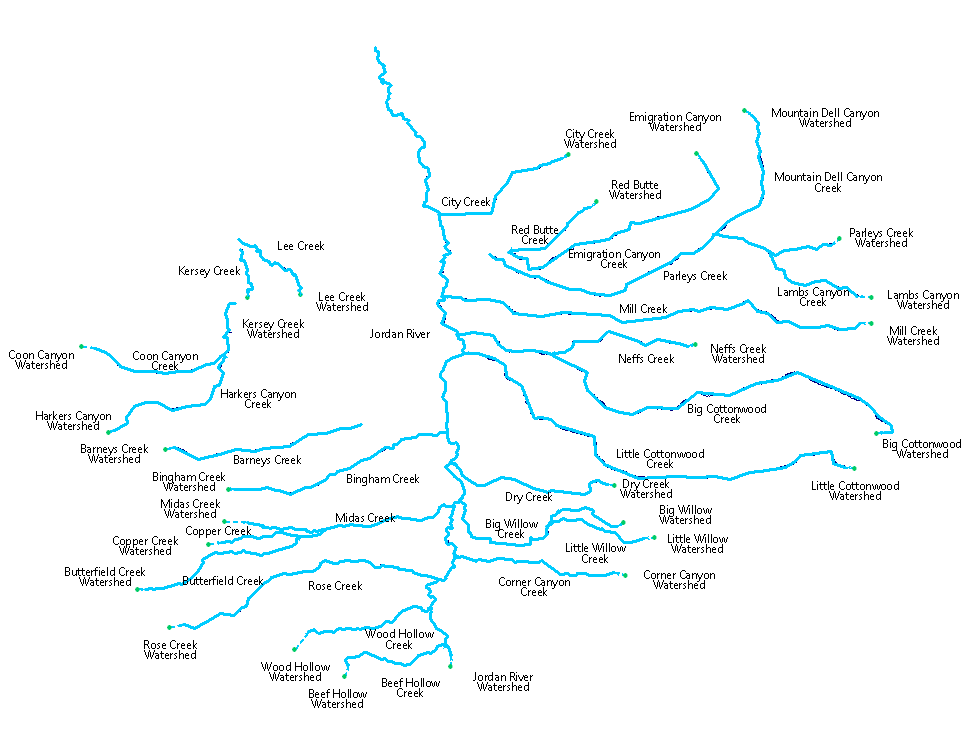 Mountain Dell Canyon
Watershed
Emigration Canyon
Watershed
City Creek
Watershed
Mountain Dell Canyon
Creek
Red Butte
Watershed
City Creek
Red Butte
Creek
Parleys Creek
Watershed
Lee Creek
Emigration Canyon
Creek
Kersey Creek
Parleys Creek
Lambs Canyon
Creek
Lambs Canyon
Watershed
Lee Creek
Watershed
Mill Creek
Kersey Creek
Watershed
Jordan River
Mill Creek
Watershed
Coon Canyon
Watershed
Coon Canyon
Creek
Neffs Creek
Neffs Creek
Watershed
Harkers Canyon
Creek
Harkers Canyon
Watershed
Big Cottonwood
Creek
Big Cottonwood
Watershed
Barneys Creek
Watershed
Barneys Creek
Little Cottonwood
Creek
Bingham Creek
Watershed
Bingham Creek
Dry Creek
Dry Creek
Watershed
Little Cottonwood
Watershed
Midas Creek
Watershed
Midas Creek
Big Willow
Creek
Big Willow
Watershed
Copper Creek
Copper Creek
Watershed
Little Willow
Creek
Little Willow
Watershed
Butterfield Creek
Watershed
Butterfield Creek
Rose Creek
Corner Canyon
Creek
Corner Canyon
Watershed
Rose Creek
Watershed
Wood Hollow
Creek
Wood Hollow
Watershed
Beef Hollow
Creek
Beef Hollow
Watershed
Jordan River
Watershed